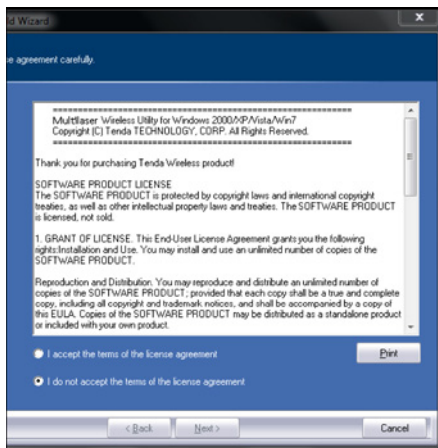 ld Wizard
x
se agreement carefully.
==================================================
Multilaser Wireless Utility for Windows 2000/XP/Vista/Win7
Copyright (C) Tenda TECHNOLOGY, CORP. All Rights Reserved.
==================================================
Thank you for purchasing Tenda Wireless product!
SOFTWARE PRODUCT LICENSE
The SOFTWARE PRODUCT is protected by copyright laws and international copyright
treaties, as well as other intellectual property laws and treaties. The SOFTWARE PRODUCT
is licensed, not sold.
1. GRANT OF LICENSE. This End-User License Agreement grants you the following
rights:Installation and Use. You may install and use an unlimited number of copies of the
SOFTWARE PRODUCT.
Reproduction and Distribution. You may reproduce and distribute an unlimited number of
copies of the SOFTWARE PRODUCT; provided that each copy shall be a true and complete
copy, including all copyright and trademark notices, and shall be accompanied by a copy of
this EULA. Copies of the SOFTWARE PRODUCT may be distributed as a standalone product
or included with your own product.
I accept the terms of the license agreement
Print
I do not accept the terms of the license agreement
< Back
Next >
Cancel